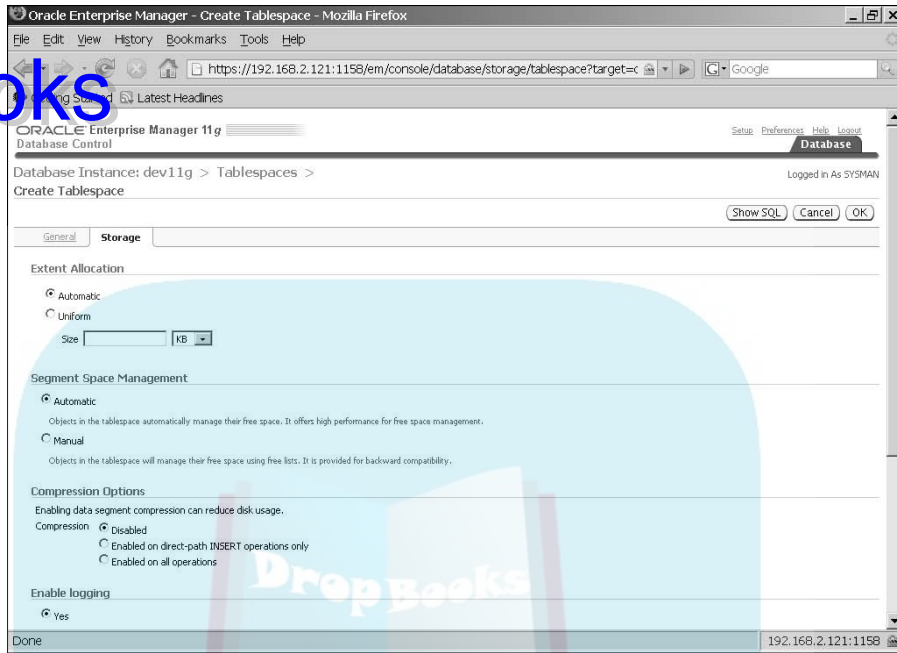 Oracle Enterprise Manager - Create Tablespace - Mozilla Firefox
File Edit View History Bookmarks Tools Help
https://192.168.2.121:1158/em/console/database/storage/tablespace?target=c
G Google
oks
Latest Headlines
ORACLE Enterprise Manager 11g
Database Control
Setup Preferences Help Logout
Database
Database Instance: dev11g > Tablespaces >
Logged in As SYSMAN
Create Tablespace
Show SQL Cancel OK
General Storage
Extent Allocation
Automatic
Uniform
Size KB
Segment Space Management
Automatic
Objects in the tablespace automatically manage their free space. It offers high performance for free space management.
Manual
Objects in the tablespace will manage their free space using free lists. It is provided for backward compatibility.
Compression Options
Enabling data segment compression can reduce disk usage.
Compression Disabled
Enabled on direct-path INSERT operations only
Enabled on all operations
DropBooks
Enable logging
Yes
Done 192.168.2.121:1158